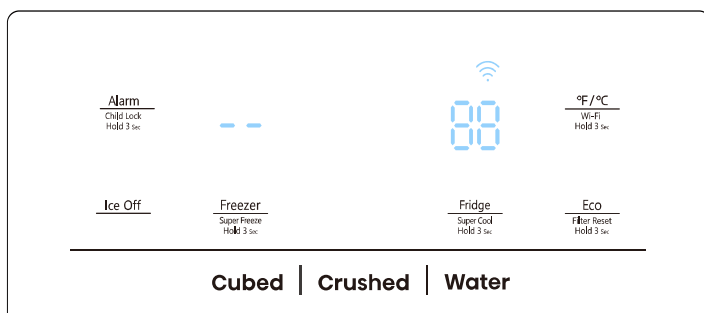 Alarm
Child Lock
Hold 3 Sec
-- 88
°F/°C
Wi-Fi
Hold 3 Sec
Ice Off
Freezer
Super Freeze
Hold 3 Sec
Fridge
Super Cool
Hold 3 Sec
Eco
Filter Reset
Hold 3 Sec
Cubed | Crushed | Water